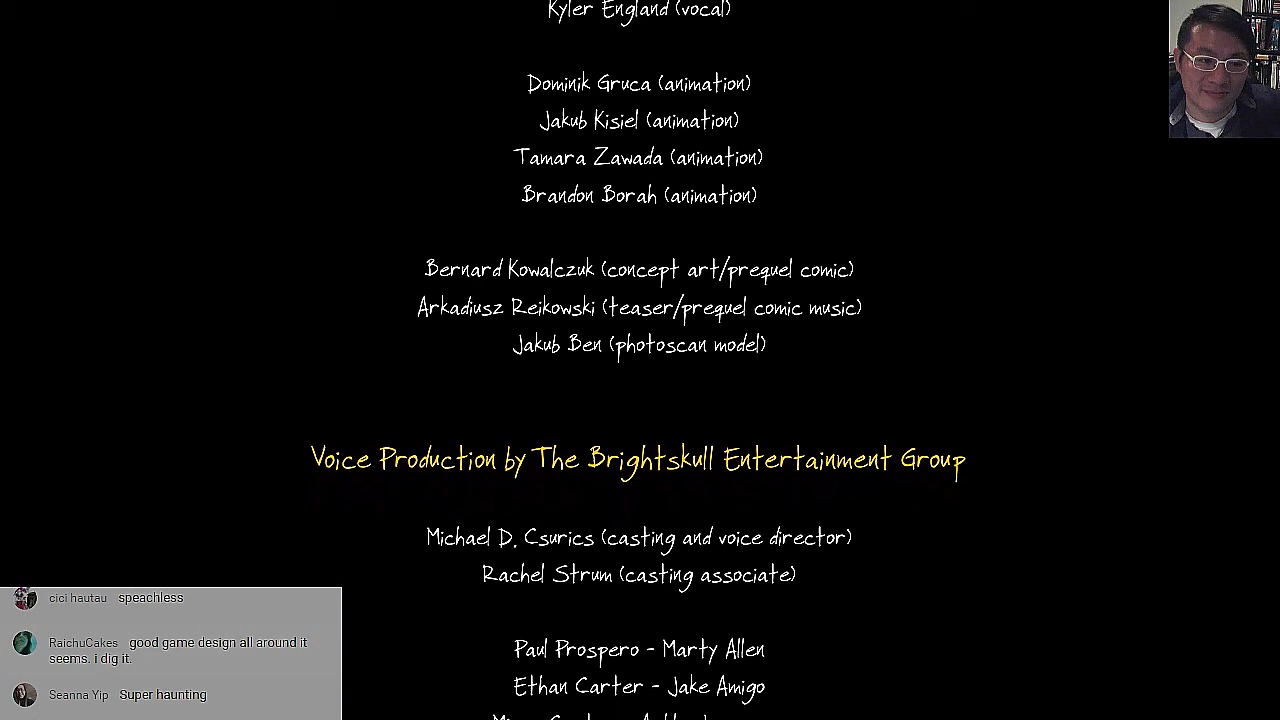 Kyler England (vocal)
Dominik Gruca (animation)
Jakub Kisiel (animation)
Tamara Zawada (animation)
Brandon Borah (animation)
Bernard Kowalczuk (concept art/prequel comic)
Arkadiusz Reikowski (teaser/prequel comic music)
Jakub Ben (photoscan model)
Voice Production by The Brightskull Entertainment Group
Michael D. Csurics (casting and voice director)
Rachel Strum (casting associate)
Paul Prospero - Marty Allen
Ethan Carter - Jake Amigo
cici hautau speachless
RaichuCakes good game design all around it
seems. i dig it.
Seanna Yip Super haunting